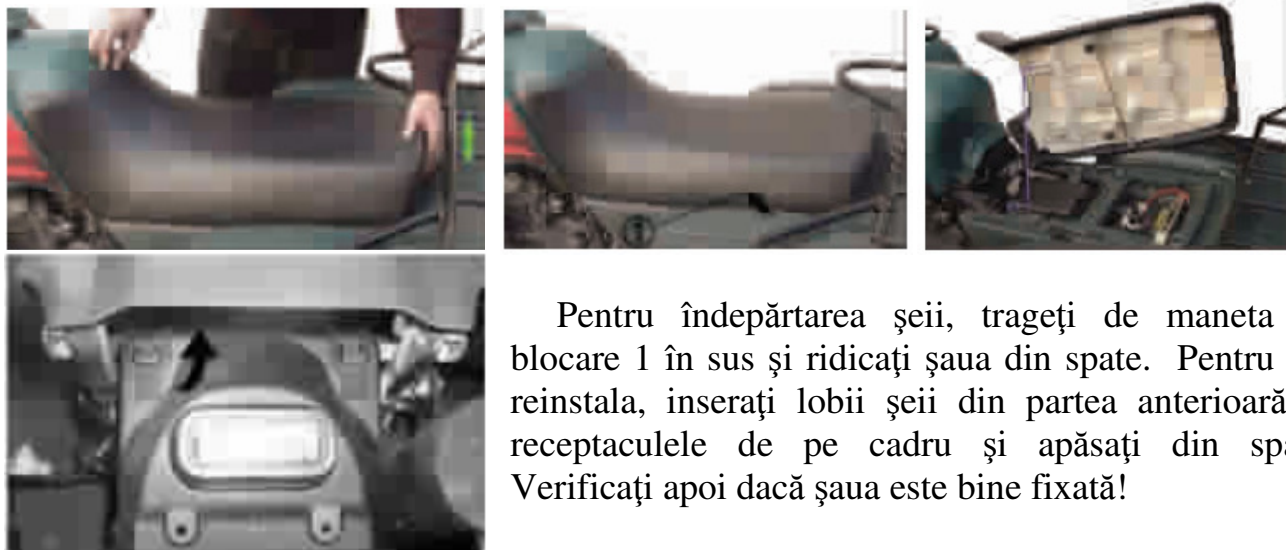 Pentru îndepărtarea şeii, trageţi de maneta
blocare 1 în sus şi ridicaţi şaua din spate. Pentru
reinstala, inseraţi lobii şeii din partea anterioară
receptaculele de pe cadru şi apăsaţi din spa
Verificaţi apoi dacă şaua este bine fixată!